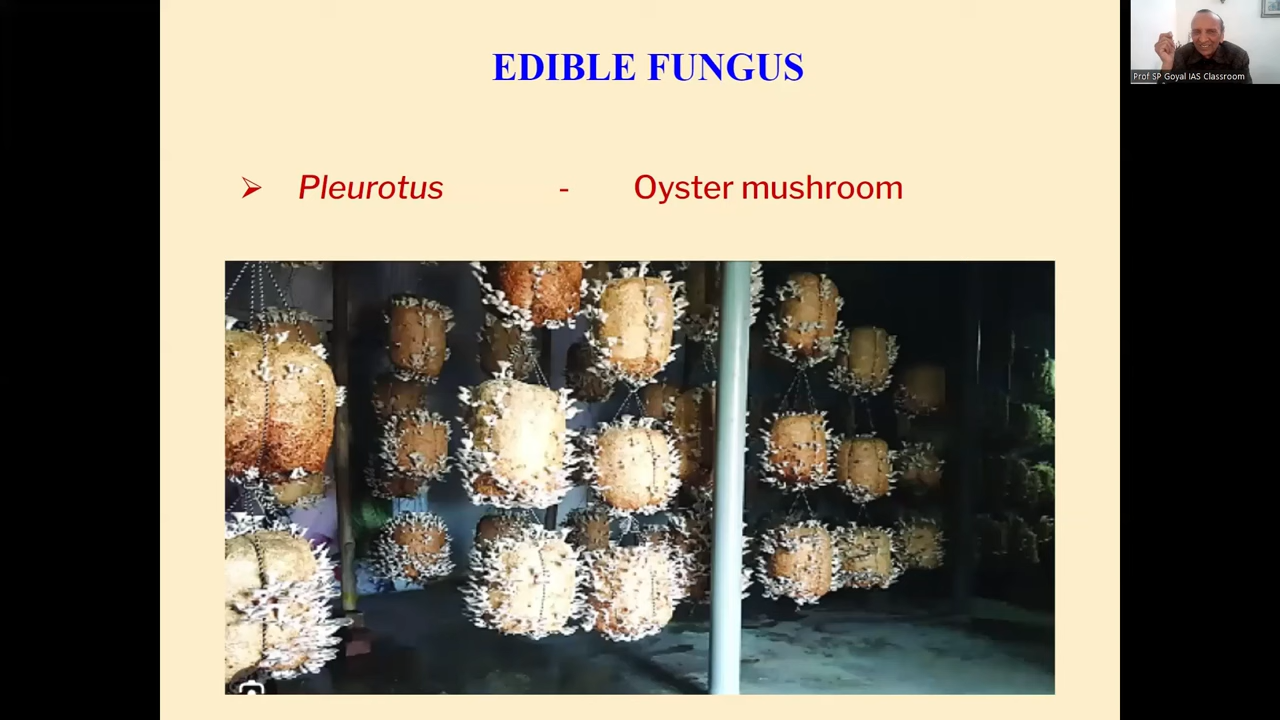 EDIBLE FUNGUS
Prof SP Goyal IAS Classroom
➢ Pleurotus - Oyster mushroom